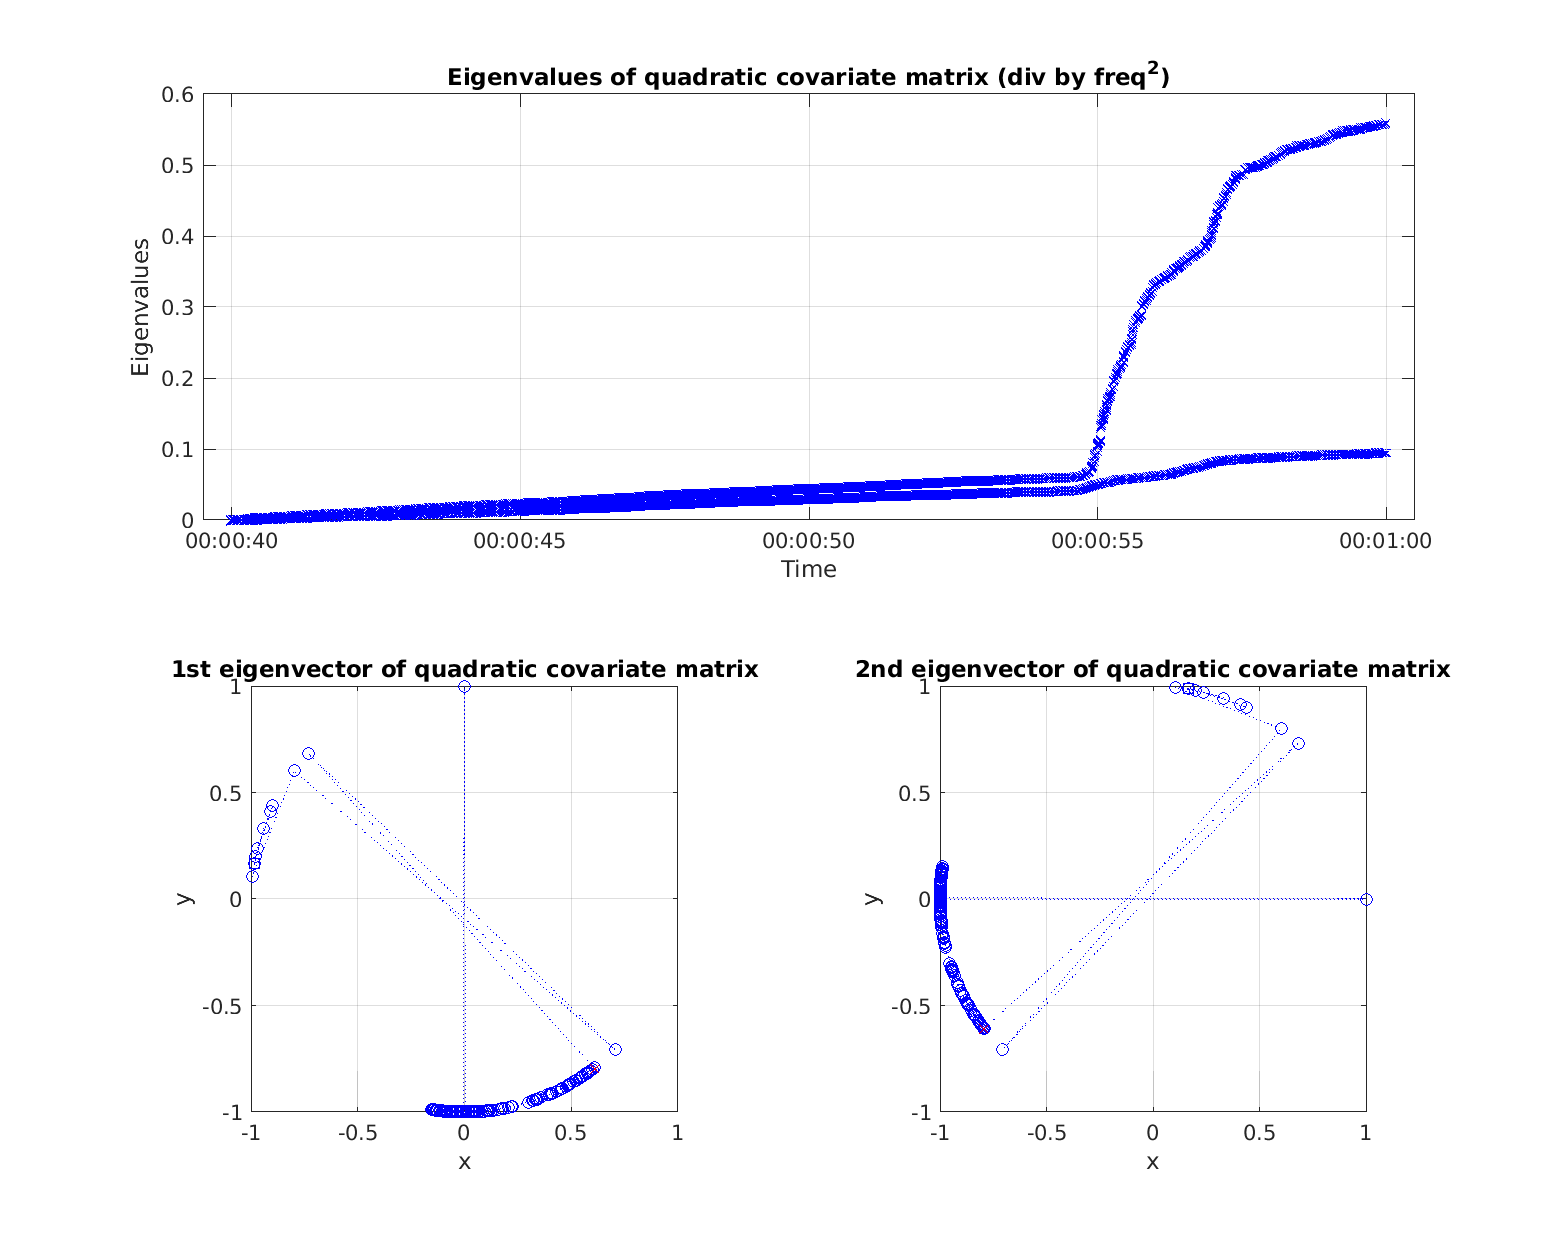 Eigenvalues of quadratic covariate matrix (div by freq²)
Eigenvalues
0.6
0.5
0.4
0.3
0.2
0.1
0
00:00:40 00:00:45 00:00:50 00:00:55 00:01:00
Time
1st eigenvector of quadratic covariate matrix
y
1
0.5
0
-0.5
-1
-1 -0.5 0 0.5 1
x
2nd eigenvector of quadratic covariate matrix
y
1
0.5
0
-0.5
-1
-1 -0.5 0 0.5 1
x